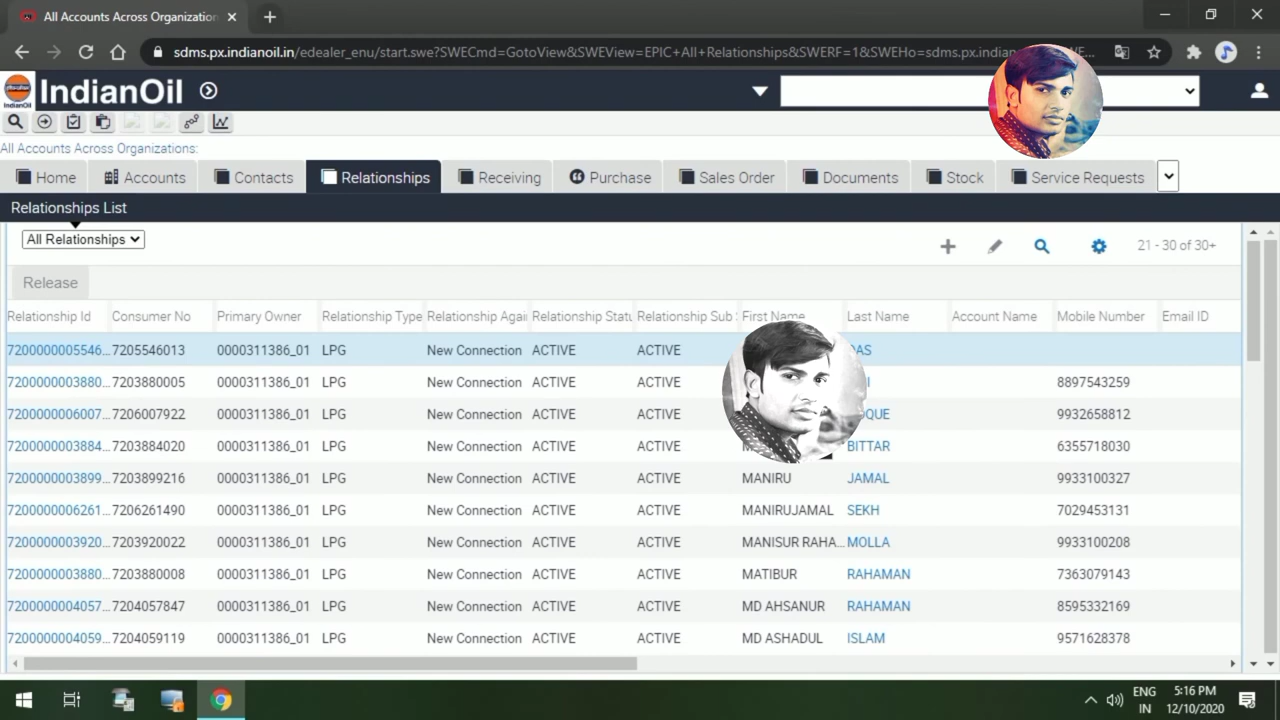 All Accounts Across Organization
sdms.px.indianoil.in/edealer_enu/start.swe?SWECmd=GotoView&SWEView=EPIC+All+Relationships&SWERF=1&SWEHo=sdms.px.indian
IndianOil
IndianOil
All Accounts Across Organizations:
Home Accounts Contacts Relationships Receiving Purchase Sales Order Documents Stock Service Requests
Relationships List
All Relationships 21 - 30 of 30+
Release
Relationship Id Consumer No Primary Owner Relationship Type Relationship Again Relationship Statu Relationship Sub First Name Last Name Account Name Mobile Number Email ID
7200000005546... 7205546013 0000311386_01 LPG New Connection ACTIVE ACTIVE DAS
7200000003880... 7203880005 0000311386_01 LPG New Connection ACTIVE ACTIVE 8897543259
7200000006007... 7206007922 0000311386_01 LPG New Connection ACTIVE ACTIVE 9932658812
7200000003884... 7203884020 0000311386_01 LPG New Connection ACTIVE ACTIVE BITTAR 6355718030
7200000003899... 7203899216 0000311386_01 LPG New Connection ACTIVE ACTIVE MANIRU JAMAL 9933100327
7200000006261... 7206261490 0000311386_01 LPG New Connection ACTIVE ACTIVE MANIRUJAMAL SEKH 7029453131
7200000003920... 7203920022 0000311386_01 LPG New Connection ACTIVE ACTIVE MANISUR RAHA... MOLLA 9933100208
7200000003880... 7203880008 0000311386_01 LPG New Connection ACTIVE ACTIVE MATIBUR RAHAMAN 7363079143
7200000004057... 7204057847 0000311386_01 LPG New Connection ACTIVE ACTIVE MD AHSANUR RAHAMAN 8595332169
7200000004059... 7204059119 0000311386_01 LPG New Connection ACTIVE ACTIVE MD ASHADUL ISLAM 9571628378
ENG 5:16 PM
IN 12/10/2020